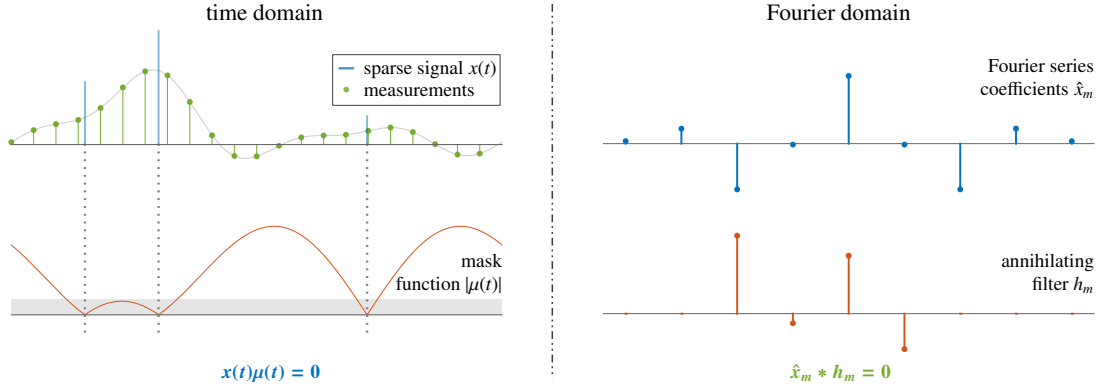 time domain
sparse signal x(t)
measurements
mask
function |μ(t)|
x(t)μ(t) = 0
Fourier domain
Fourier series
coefficients x̂ₘ
annihilating
filter hₘ
x̂ₘ ∗ hₘ = 0